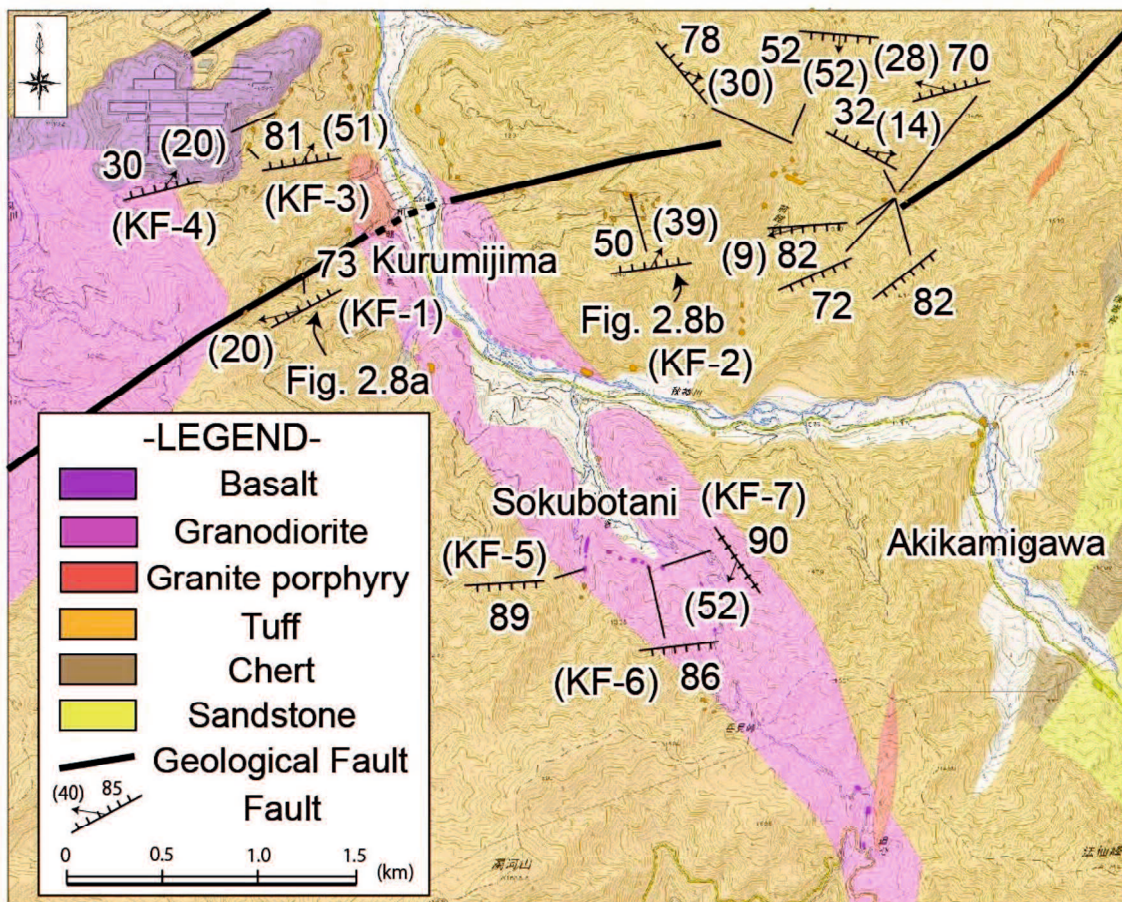 78
52
(52)
(28) 70
(30)
32
(14)
(20)
30
81
(51)
(KF-3)
(KF-4)
50
(39)
(9) 82
73
Kurumijima
72
82
(KF-1)
Fig. 2.8b
(20)
(KF-2)
Fig. 2.8a
-LEGEND-
Basalt
Granodiorite
Granite porphyry
Tuff
Chert
Sandstone
Geological Fault
(40) 85
Fault
0 0.5 1.0 1.5
(km)
Sokubotani
(KF-7)
90
Akikamigawa
(KF-5)
89
(52)
(KF-6) 86